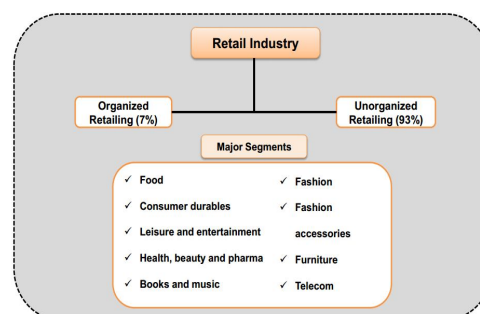 Retail Industry
Organized
Retailing (7%)
Unorganized
Retailing (93%)
Major Segments
✓ Food
✓ Consumer durables
✓ Leisure and entertainment
✓ Health, beauty and pharma
✓ Books and music
✓ Fashion
✓ Fashion
accessories
✓ Furniture
✓ Telecom